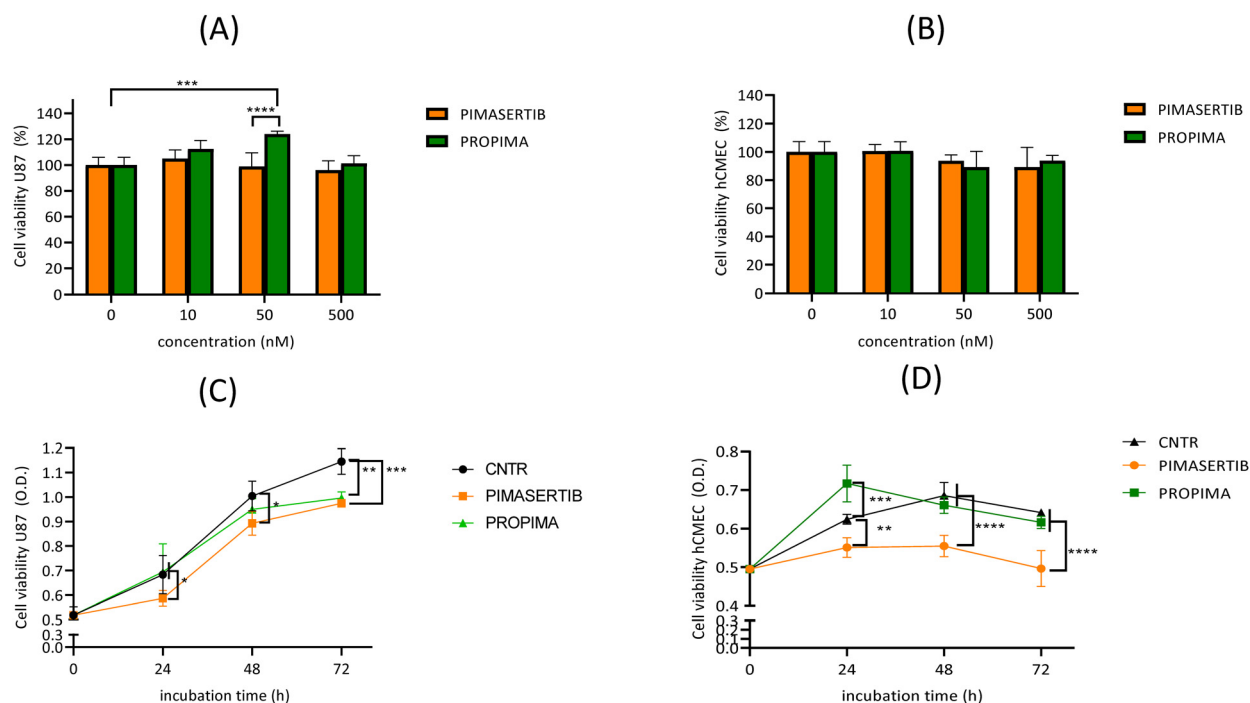 (A)
***
****
140
120
100
80
60
40
20
0
Cell viability U87 (%)
0 10 50 500
concentration (nM)
PIMASERTIB
PROPIMA
(B)
140
120
100
80
60
40
20
0
Cell viability hCMEC (%)
0 10 50 500
concentration (nM)
PIMASERTIB
PROPIMA
(C)
1.2
1.1
1.0
0.9
0.8
0.7
0.6
0.5
0.3
0.0
Cell viability U87 (O.D.)
*
*
** ***
0 24 48 72
incubation time (h)
CNTR
PIMASERTIB
PROPIMA
(D)
0.8
0.7
0.6
0.5
0.4
0.3
0.2
0.1
0.0
Cell viability hCMEC (O.D.)
***
**
****
****
0 24 48 72
incubation time (h)
CNTR
PIMASERTIB
PROPIMA